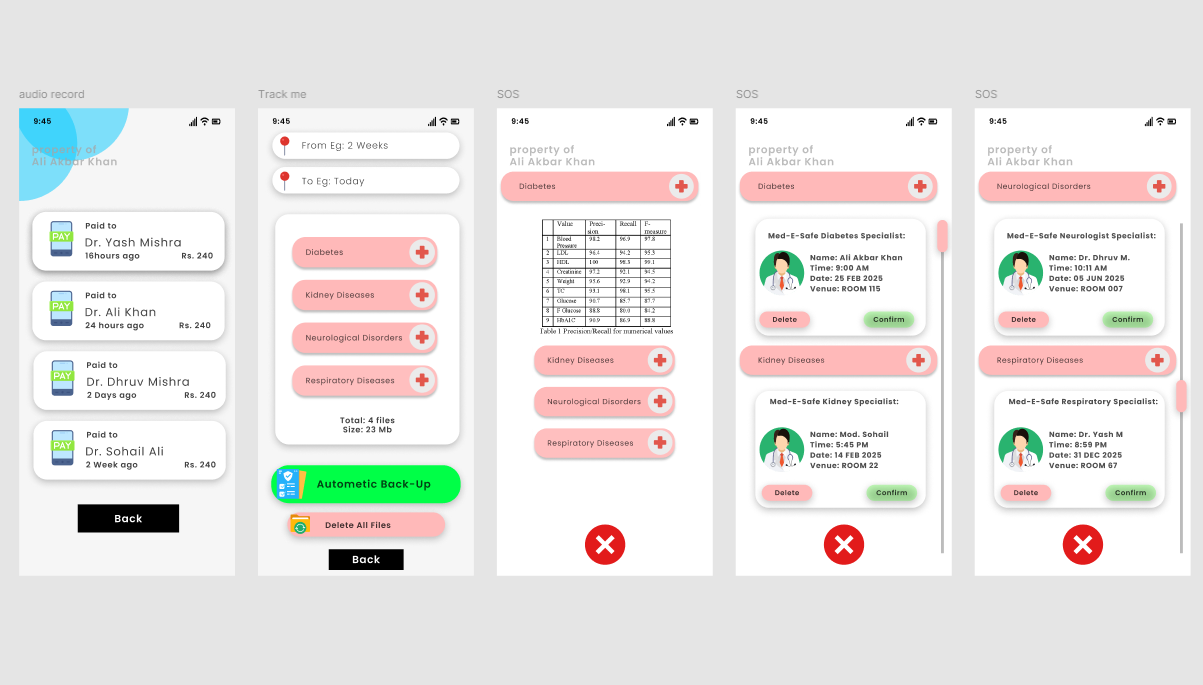 audio record
9:45
property of
Ali Akbar Khan
PAY
Paid to
Dr. Yash Mishra
16hours ago Rs. 240
PAY
Paid to
Dr. Ali Khan
24 hours ago Rs. 240
PAY
Paid to
Dr. Dhruv Mishra
2 Days ago Rs. 240
PAY
Paid to
Dr. Sohail Ali
2 Week ago Rs. 240
Back
Track me
9:45
From Eg: 2 Weeks
To Eg: Today
Diabetes
Kidney Diseases
Neurological Disorders
Respiratory Diseases
Total: 4 files
Size: 23 Mb
Autometic Back-Up
Delete All Files
Back
SOS
9:45
property of
Ali Akbar Khan
Diabetes
Value Preci- Recall F-
sion measure
1 Blood 98.2 96.9 97.8
Pressure
2 LDL 96.4 94.2 95.3
3 HDL 100 98.3 99.1
4 Creatinine 97.2 92.1 94.5
5 Weight 95.6 92.9 94.2
6 TC 93.1 98.1 95.5
7 Glucose 90.7 85.7 87.7
8 F Glucose 88.8 80.0 84.2
9 HbA1C 90.9 86.9 88.8
Table 1 Precision/Recall for numerical values
Kidney Diseases
Neurological Disorders
Respiratory Diseases
SOS
9:45
property of
Ali Akbar Khan
Diabetes
Med-E-Safe Diabetes Specialist:
Name: Ali Akbar Khan
Time: 9:00 AM
Date: 25 FEB 2025
Venue: ROOM 115
Delete Confirm
Kidney Diseases
Med-E-Safe Kidney Specialist:
Name: Mod. Sohail
Time: 5:45 PM
Date: 14 FEB 2025
Venue: ROOM 22
Delete Confirm
SOS
9:45
property of
Ali Akbar Khan
Neurological Disorders
Med-E-Safe Neurologist Specialist:
Name: Dr. Dhruv M.
Time: 10:11 AM
Date: 05 JUN 2025
Venue: ROOM 007
Delete Confirm
Respiratory Diseases
Med-E-Safe Respiratory Specialist:
Name: Dr. Yash M
Time: 8:59 PM
Date: 31 DEC 2025
Venue: ROOM 67
Delete Confirm